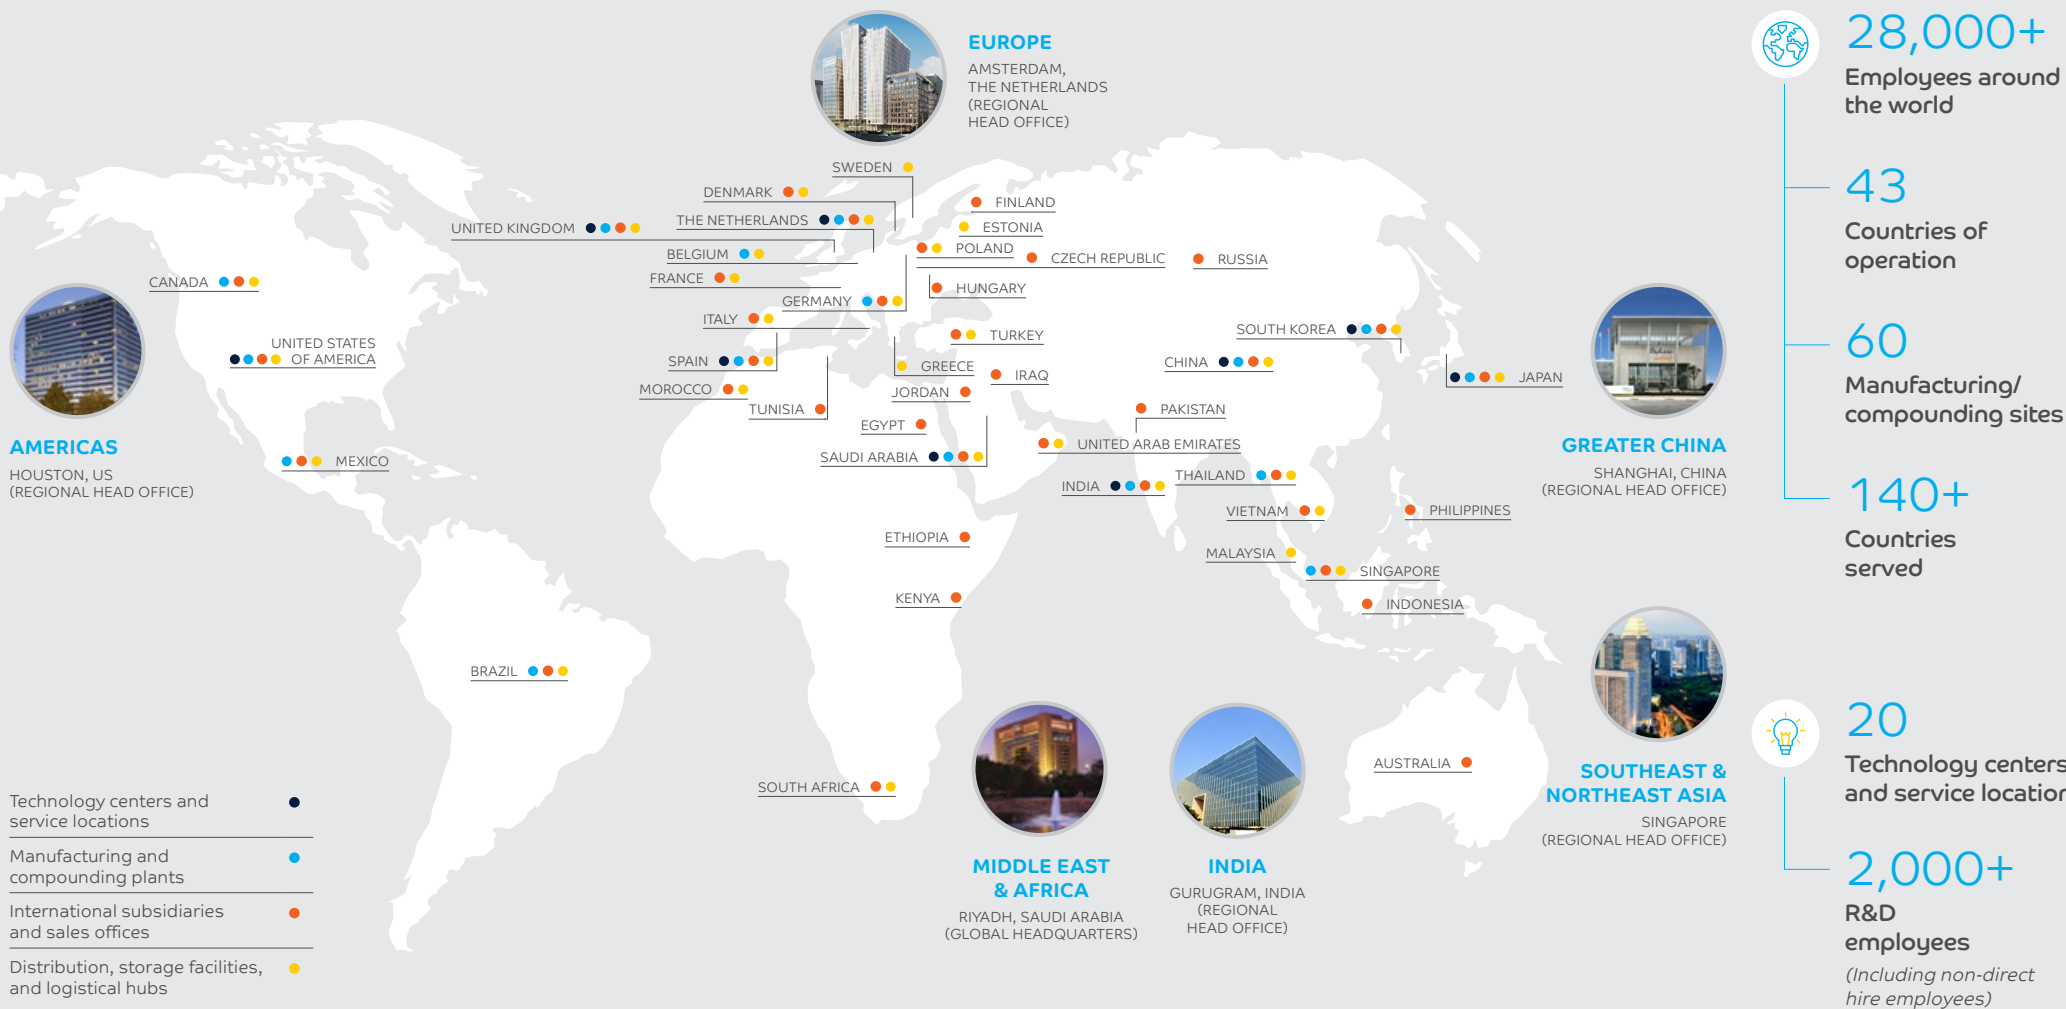 EUROPE
AMSTERDAM,
THE NETHERLANDS
(REGIONAL
HEAD OFFICE)
SWEDEN
DENMARK
FINLAND
THE NETHERLANDS
UNITED KINGDOM
ESTONIA
POLAND
BELGIUM
CZECH REPUBLIC
RUSSIA
FRANCE
CANADA
HUNGARY
GERMANY
ITALY
SOUTH KOREA
TURKEY
UNITED STATES
OF AMERICA
SPAIN
GREECE
CHINA
IRAQ
JAPAN
MOROCCO
JORDAN
TUNISIA
PAKISTAN
EGYPT
UNITED ARAB EMIRATES
SAUDI ARABIA
MEXICO
THAILAND
INDIA
VIETNAM
PHILIPPINES
ETHIOPIA
MALAYSIA
SINGAPORE
KENYA
INDONESIA
BRAZIL
AUSTRALIA
SOUTH AFRICA
AMERICAS
HOUSTON, US
(REGIONAL HEAD OFFICE)
GREATER CHINA
SHANGHAI, CHINA
(REGIONAL HEAD OFFICE)
SOUTHEAST &
NORTHEAST ASIA
SINGAPORE
(REGIONAL HEAD OFFICE)
MIDDLE EAST
& AFRICA
RIYADH, SAUDI ARABIA
(GLOBAL HEADQUARTERS)
INDIA
GURUGRAM, INDIA
(REGIONAL
HEAD OFFICE)
Technology centers and
service locations
Manufacturing and
compounding plants
International subsidiaries
and sales offices
Distribution, storage facilities,
and logistical hubs
28,000+
Employees around
the world
43
Countries of
operation
60
Manufacturing/
compounding sites
140+
Countries
served
20
Technology centers
and service location
2,000+
R&D
employees
(Including non-direct
hire employees)